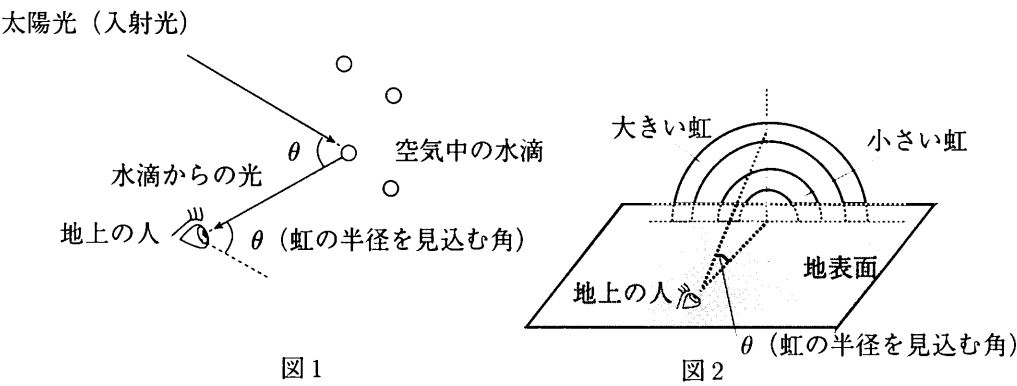 太陽光（入射光）
θ
空気中の水滴
水滴からの光
地上の人
θ（虹の半径を見込む角）
図1
大きい虹
小さい虹
地表面
地上の人
θ（虹の半径を見込む角）
図2